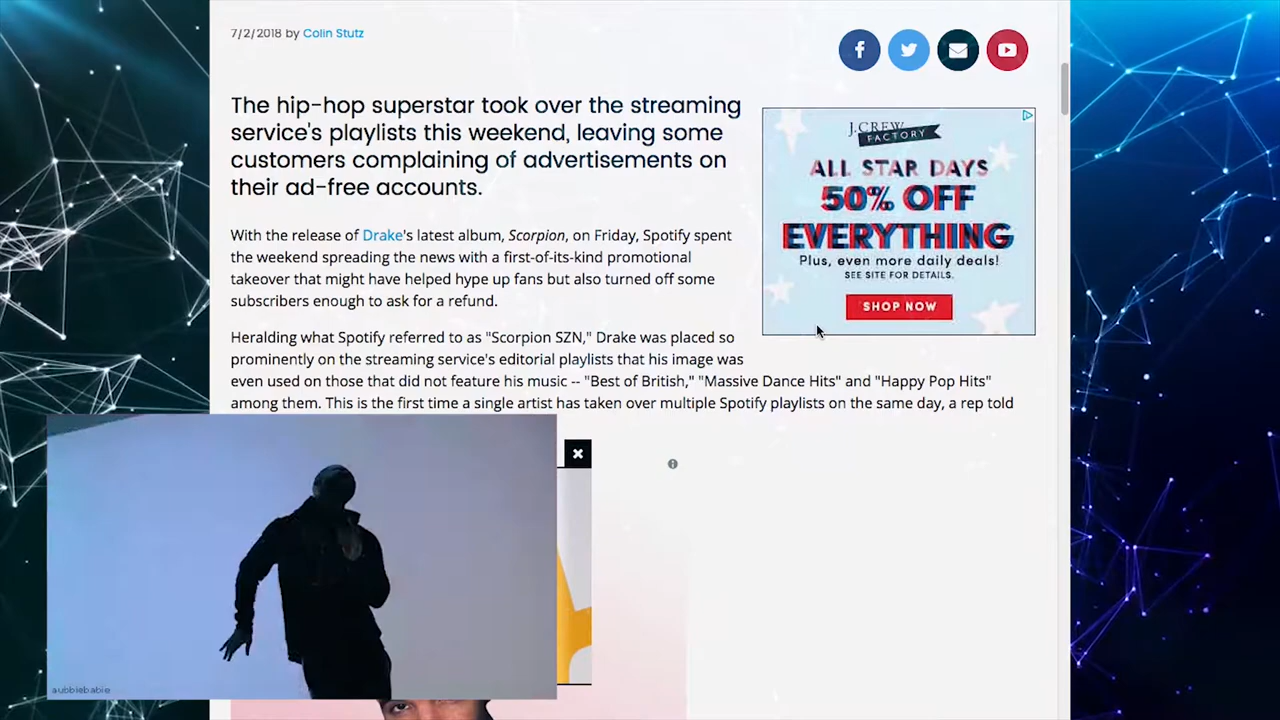 7/2/2018 by Colin Stutz
The hip-hop superstar took over the streaming
service's playlists this weekend, leaving some
customers complaining of advertisements on
their ad-free accounts.
With the release of Drake's latest album, Scorpion, on Friday, Spotify spent
the weekend spreading the news with a first-of-its-kind promotional
takeover that might have helped hype up fans but also turned off some
subscribers enough to ask for a refund.
Heralding what Spotify referred to as "Scorpion SZN," Drake was placed so
prominently on the streaming service's editorial playlists that his image was
even used on those that did not feature his music -- "Best of British," "Massive Dance Hits" and "Happy Pop Hits"
among them. This is the first time a single artist has taken over multiple Spotify playlists on the same day, a rep told
J.CREW
FACTORY
ALL STAR DAYS
50% OFF
EVERYTHING
Plus, even more daily deals!
SEE SITE FOR DETAILS.
SHOP NOW
aubbiebabie